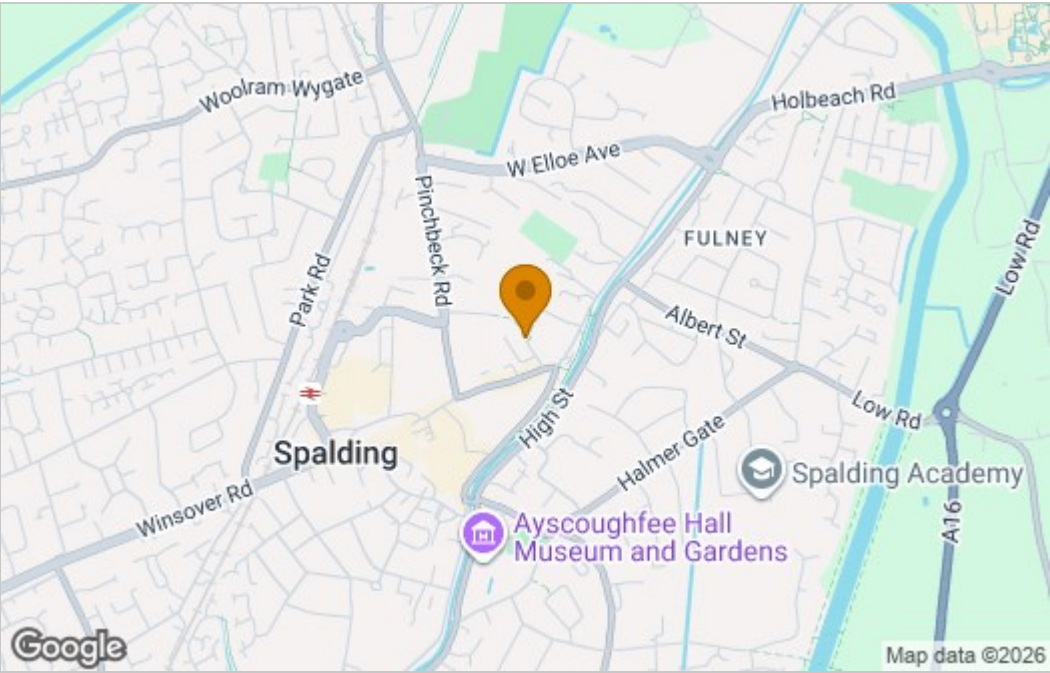 Woolram Wygate
Holbeach Rd
W Elloe Ave
Pinchbeck Rd
FULNEY
Low Rd
Park Rd
Albert St
High St
Low Rd
Spalding
Halmer Gate
Spalding Academy
Winsover Rd
A16
Ayscoughfee Hall
Museum and Gardens
Google
Map data ©2026